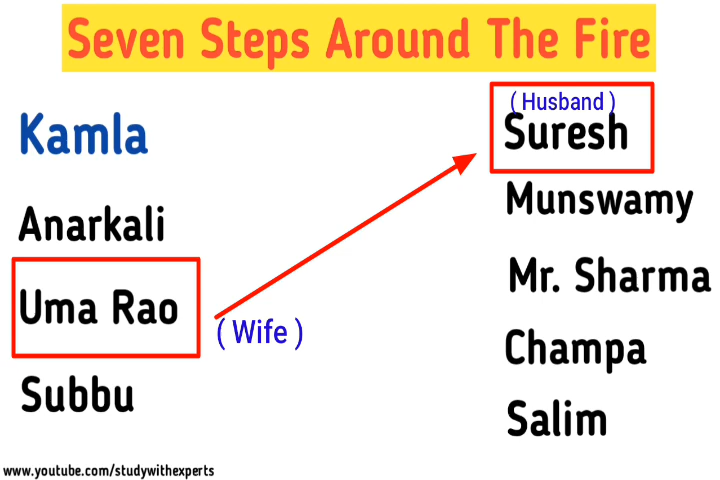 Seven Steps Around The Fire
Kamla
Anarkali
Uma Rao
( Wife )
Subbu
( Husband )
Suresh
Munswamy
Mr. Sharma
Champa
Salim
www.youtube.com/studywithexperts